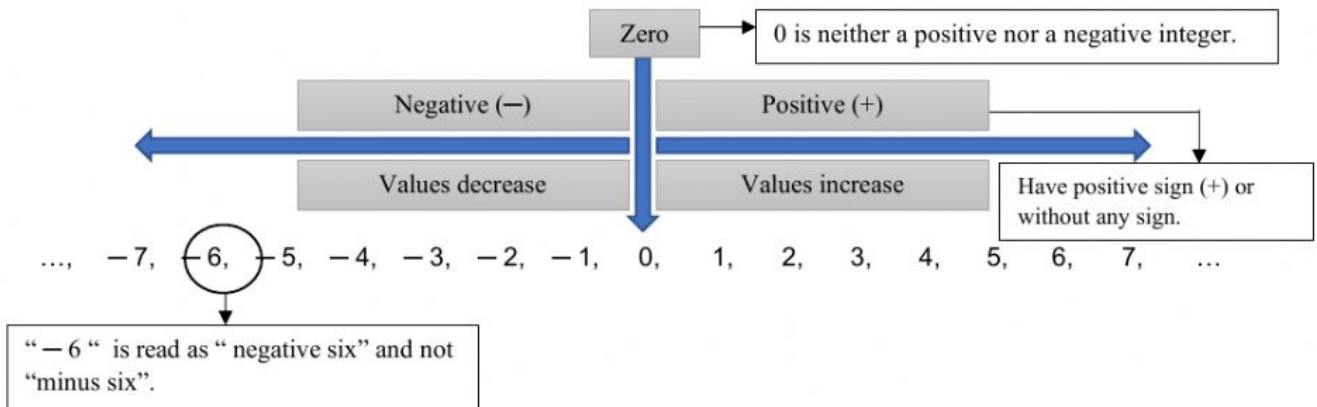 Zero
0 is neither a positive nor a negative integer.
Negative (−)
Positive (+)
Values decrease
Values increase
Have positive sign (+) or
without any sign.
..., −7, −6, −5, −4, −3, −2, −1, 0, 1, 2, 3, 4, 5, 6, 7, ...
“ − 6 “ is read as “ negative six” and not
“minus six”.